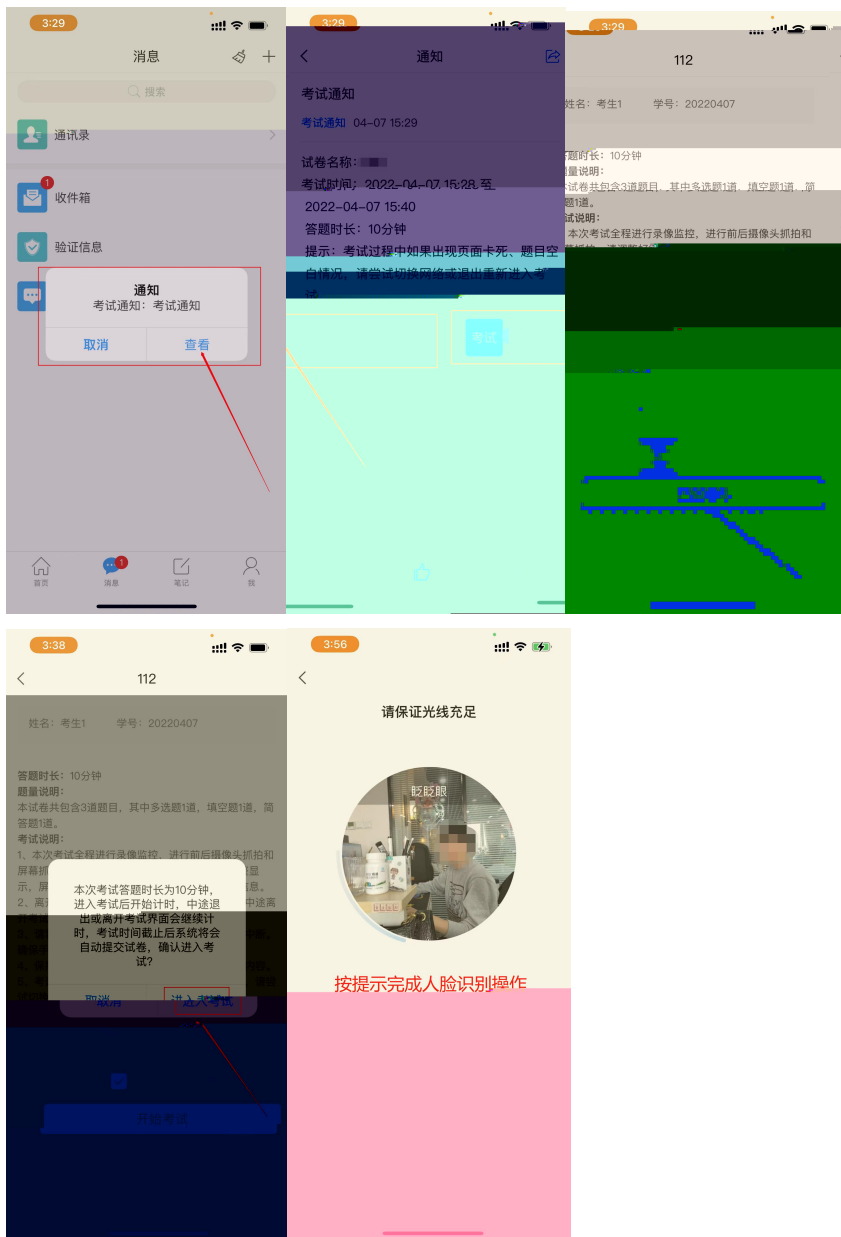 3:29
消息
搜索
通讯录
1
收件箱
验证信息
通知
考试通知：考试通知
取消
查看
首页
1
消息
笔记
我
3:29
通知
考试通知
考试通知 04-07 15:29
试卷名称：
考试时间：2022-04-07 15:28 至
2022-04-07 15:40
答题时长：10分钟
提示：考试过程中如果出现页面卡死、题目空
白情况，请尝试切换网络或退出重新进入考
试
考试
3:29
112
姓名：考生1 学号：20220407
答题时长：10分钟
题量说明：
本试卷共包含3道题目，其中多选题1道，填空题1道，简
答题1道。
考试说明：
本次考试全程进行录像监控，进行前后摄像头抓拍和
3:38
112
姓名：考生1 学号：20220407
答题时长：10分钟
题量说明：
本试卷共包含3道题目，其中多选题1道，填空题1道，简
答题1道。
考试说明：
1、本次考试全程进行录像监控，进行前后摄像头抓拍和
屏幕抓
示，屏
2、离开
本次考试答题时长为10分钟，
进入考试后开始计时，中途退
出或离开考试界面会继续计
时，考试时间截止后系统将会
自动提交试卷，确认进入考
试？
取消
进入考试
开始考试
3:56
请保证光线充足
眨眨眼
按提示完成人脸识别操作